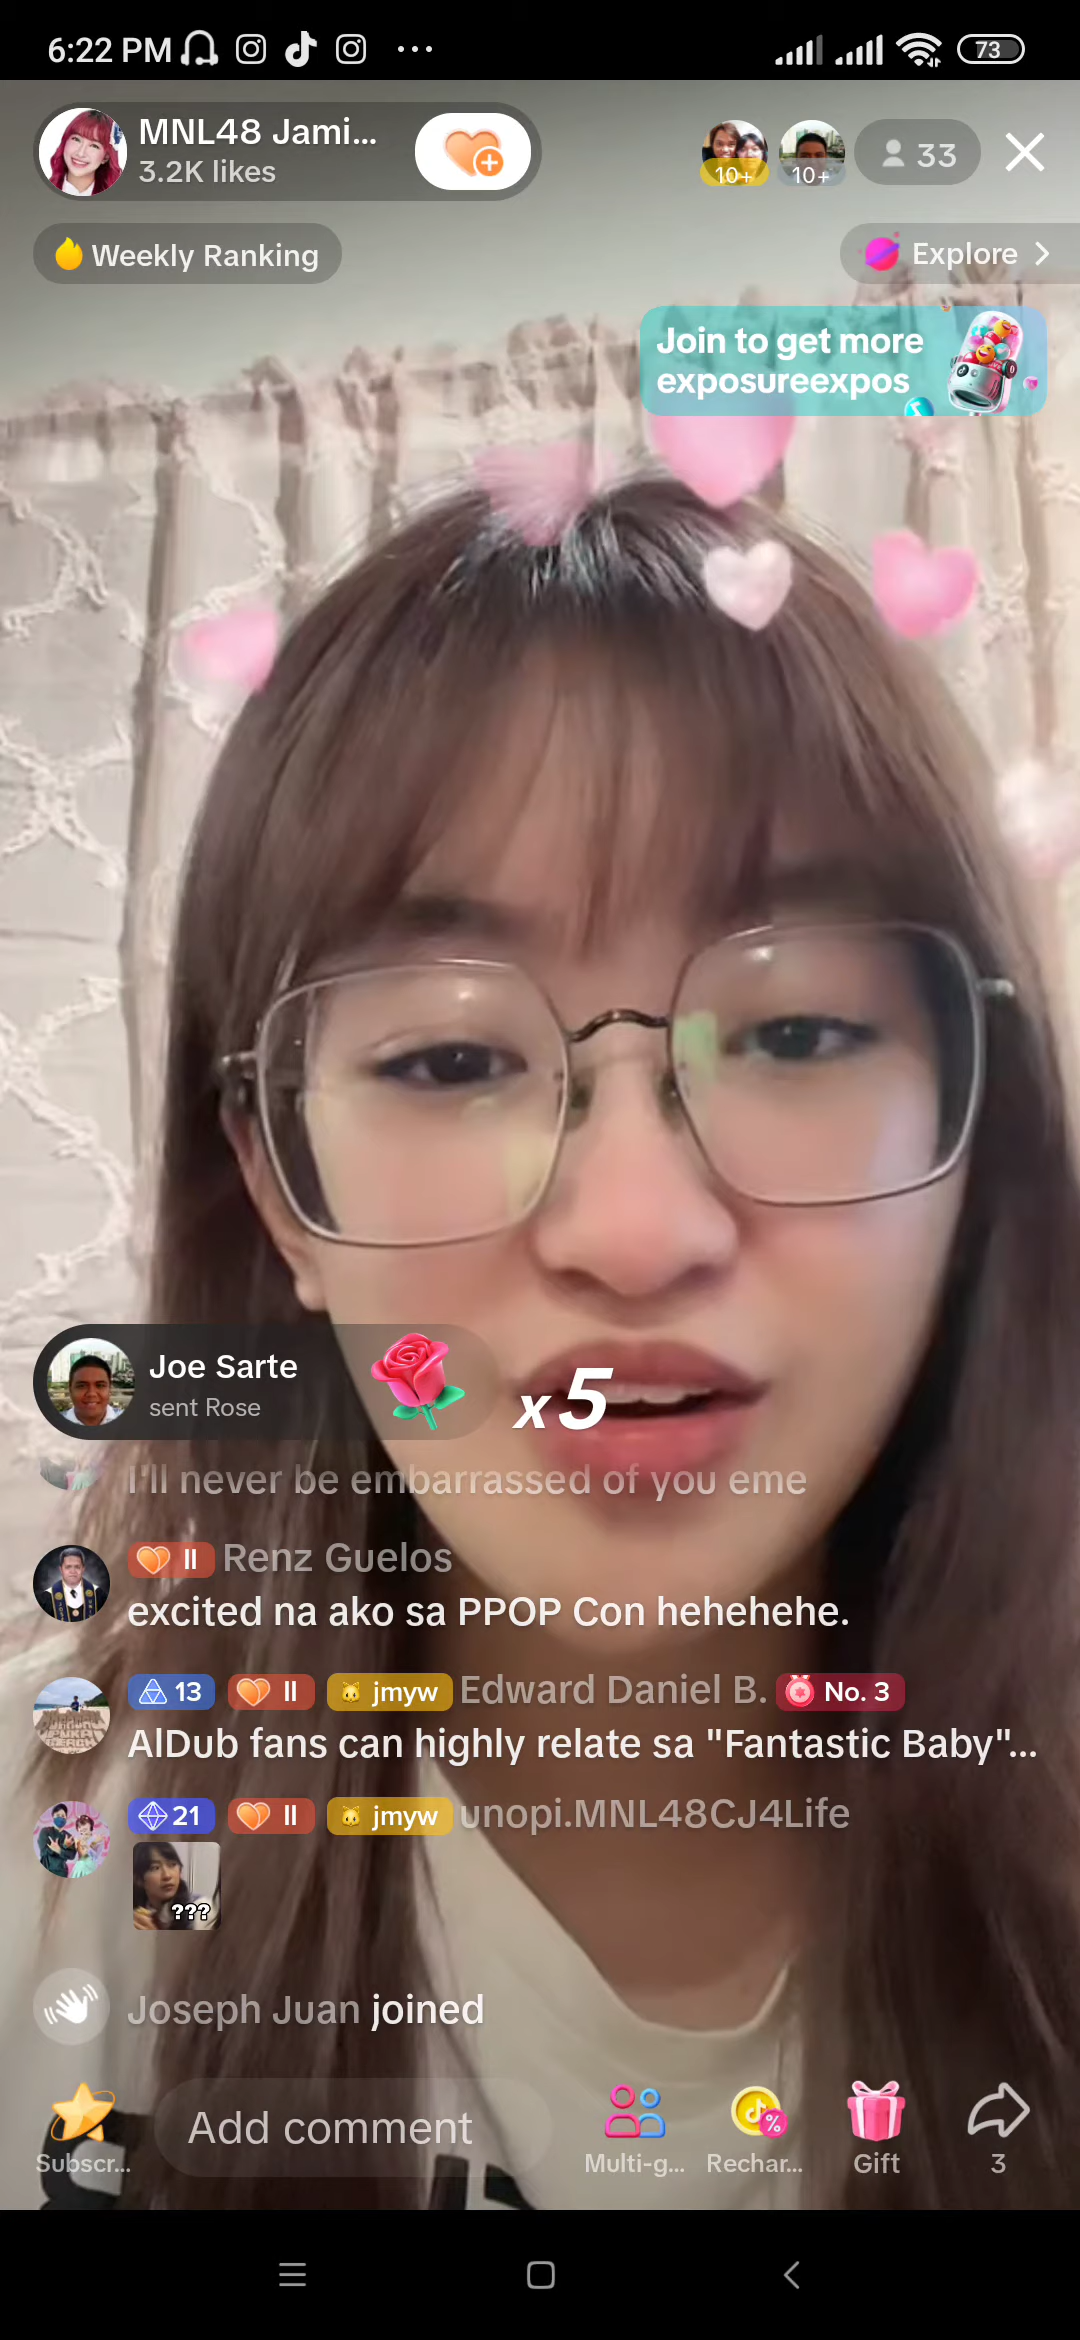 6:22 PM
73
MNL48 Jami...
3.2K likes
10+
10+
33
Weekly Ranking
Explore
Join to get more
exposureexpos
Joe Sarte
sent Rose
x5
I'll never be embarrassed of you eme
II Renz Guelos
excited na ako sa PPOP Con hehehehe.
13 II jmyw Edward Daniel B. No. 3
AlDub fans can highly relate sa "Fantastic Baby"...
21 II jmyw unopi.MNL48CJ4Life
???
Joseph Juan joined
Add comment
Subscr...
Multi-g...
Rechar...
Gift
3